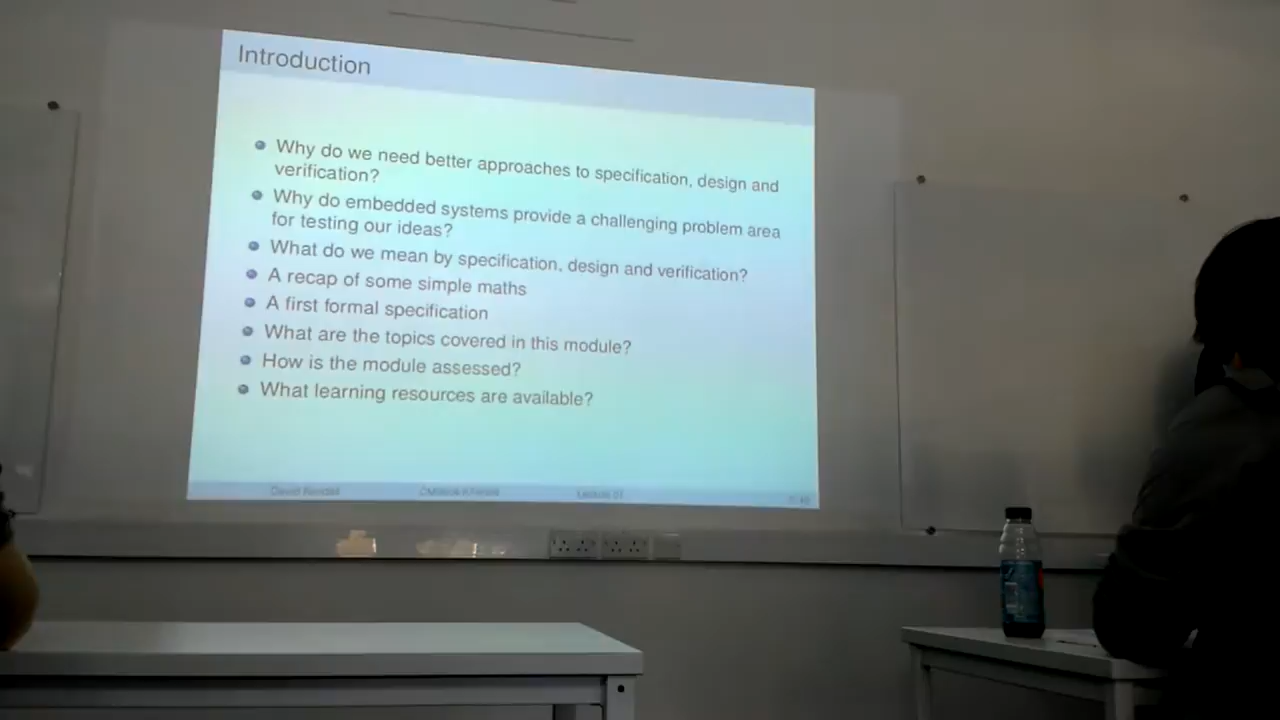 Introduction
Why do we need better approaches to specification, design and
verification?
Why do embedded systems provide a challenging problem area
for testing our ideas?
What do we mean by specification, design and verification?
A recap of some simple maths
A first formal specification
What are the topics covered in this module?
How is the module assessed?
What learning resources are available?
David Lecture 01